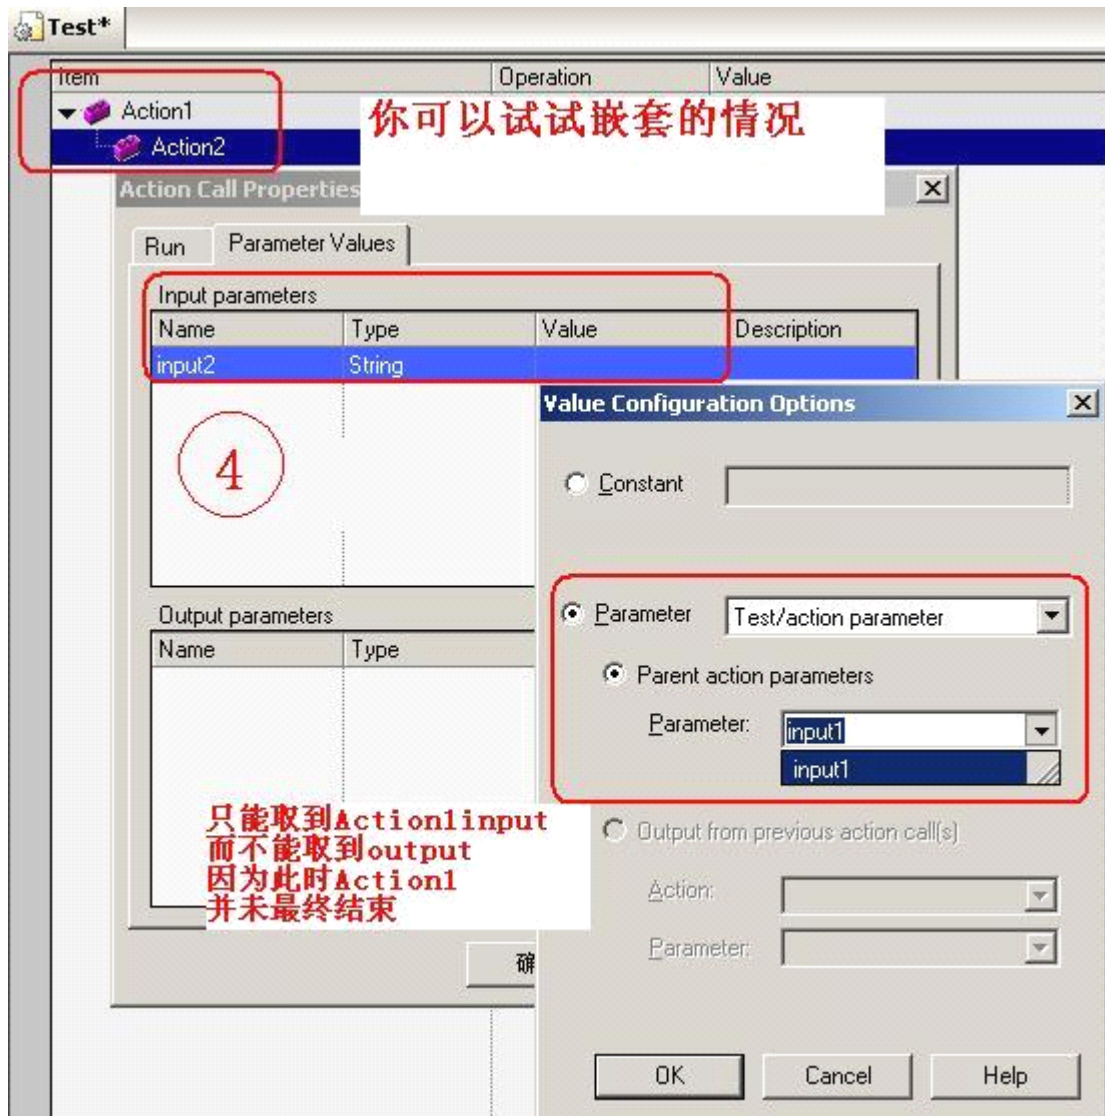 Test*
Item Operation Value
Action1
Action2
你可以试试嵌套的情况
Action Call Properties
Run Parameter Values
Input parameters
Name Type Value Description
input2 String
4
Output parameters
Name Type
只能取到Action1input
而不能取到output
因为此时Action1
并未最终结束
确
Value Configuration Options
Constant
Parameter Test/action parameter
Parent action parameters
Parameter: input1
input1
Output from previous action call(s)
Action:
Parameter:
OK Cancel Help